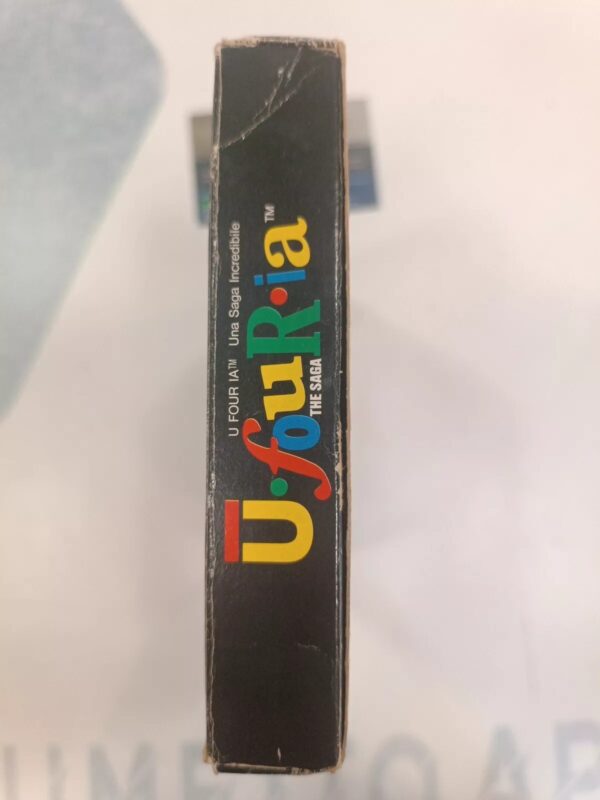 U FOUR IA™ Una Saga Incredibile
Ū•fouR•ia™
THE SAGA